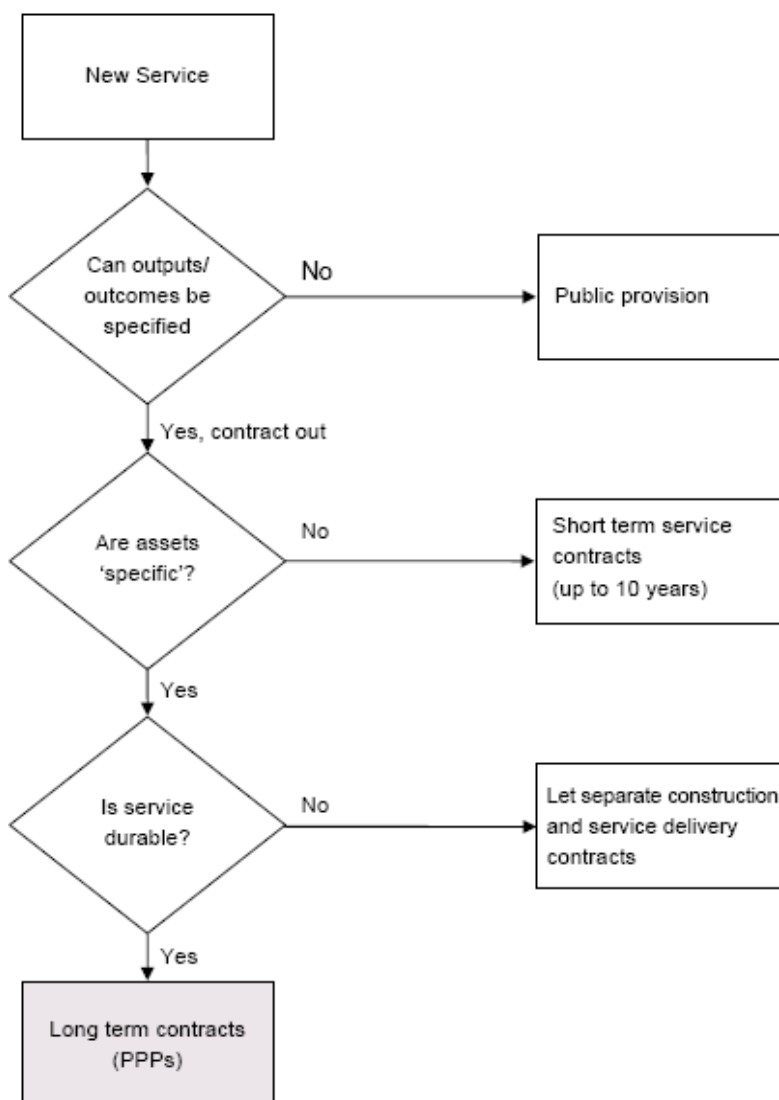 New Service
Can outputs/
outcomes be
specified
No
Public provision
Yes, contract out
Are assets
‘specific’?
No
Short term service
contracts
(up to 10 years)
Yes
Is service
durable?
No
Let separate construction
and service delivery
contracts
Yes
Long term contracts
(PPPs)